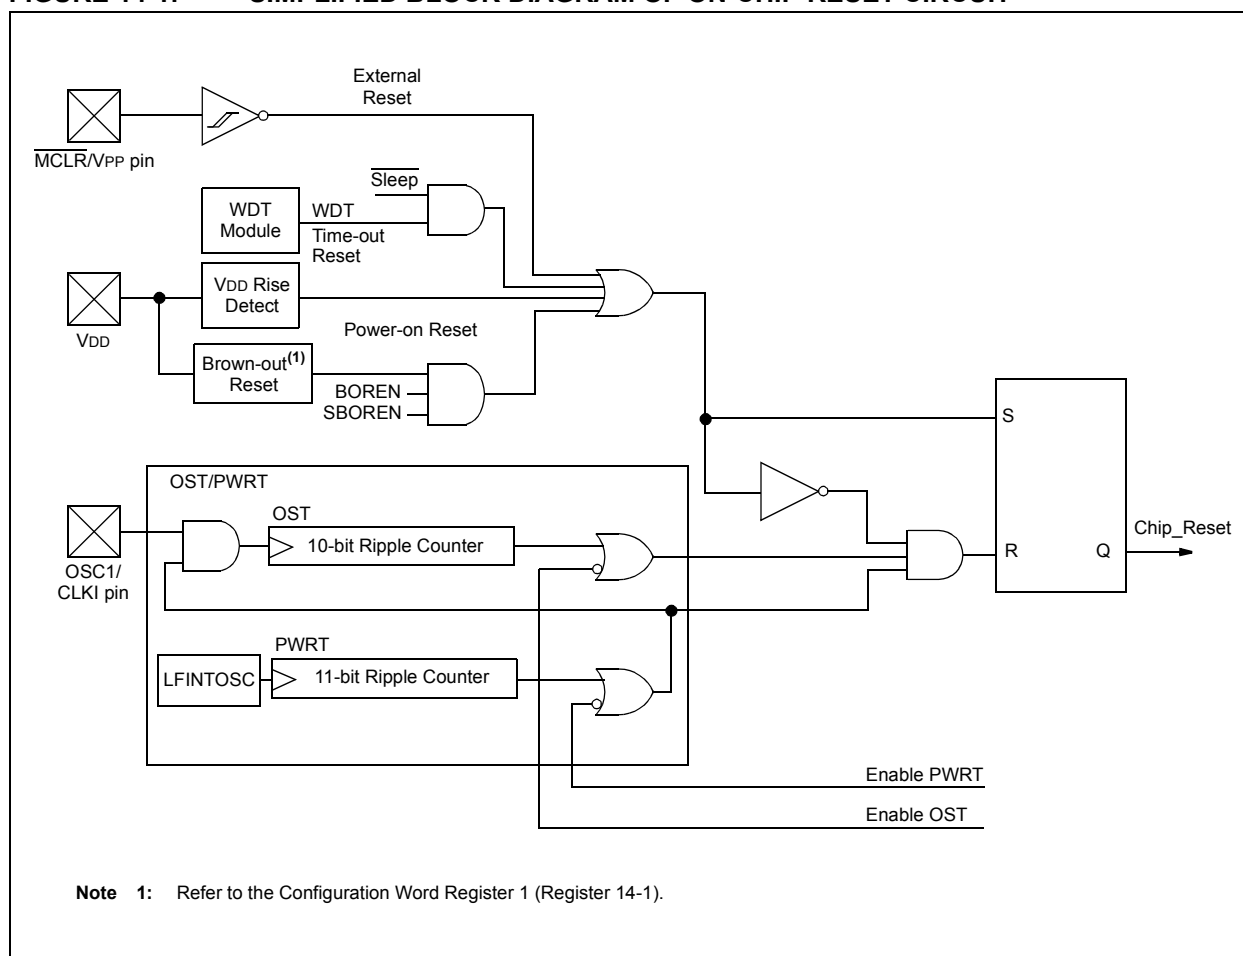 External
Reset
MCLR/VPP pin
Sleep
WDT
Module
WDT
Time-out
Reset
VDD Rise
Detect
VDD
Power-on Reset
Brown-out(1)
Reset
BOREN
SBOREN
S
OST/PWRT
OST
10-bit Ripple Counter
OSC1/
CLKI pin
R
Q
Chip_Reset
PWRT
LFINTOSC
11-bit Ripple Counter
Enable PWRT
Enable OST
Note 1: Refer to the Configuration Word Register 1 (Register 14-1).